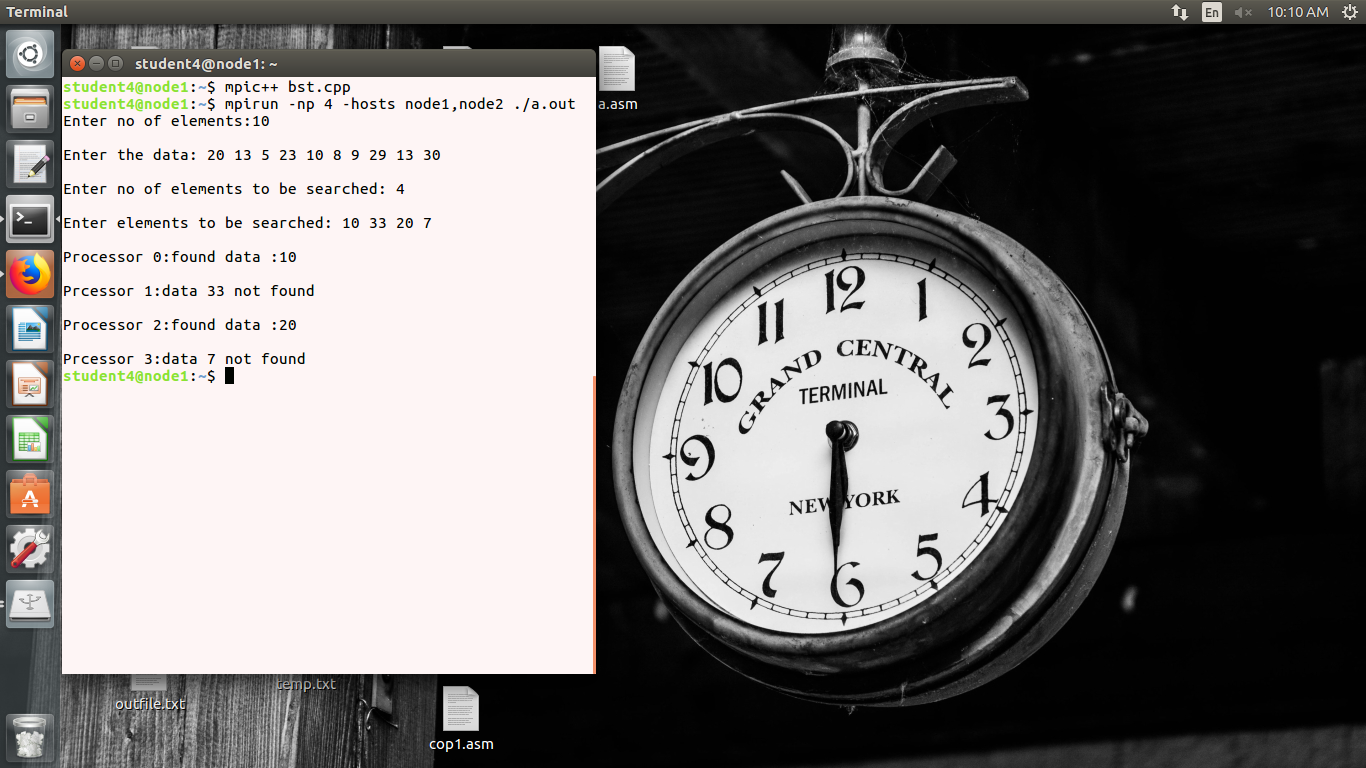 Terminal
En
10:10 AM
student4@node1: ~
student4@node1:~$ mpic++ bst.cpp
student4@node1:~$ mpirun -np 4 -hosts node1,node2 ./a.out
Enter no of elements:10
Enter the data: 20 13 5 23 10 8 9 29 13 30
Enter no of elements to be searched: 4
Enter elements to be searched: 10 33 20 7
Processor 0:found data :10
Prcessor 1:data 33 not found
Processor 2:found data :20
Prcessor 3:data 7 not found
student4@node1:~$
a.asm
temp.txt
outfile.txt
cop1.asm
12
1
2
3
4
5
6
7
8
9
10
11
GRAND CENTRAL
TERMINAL
NEW YORK